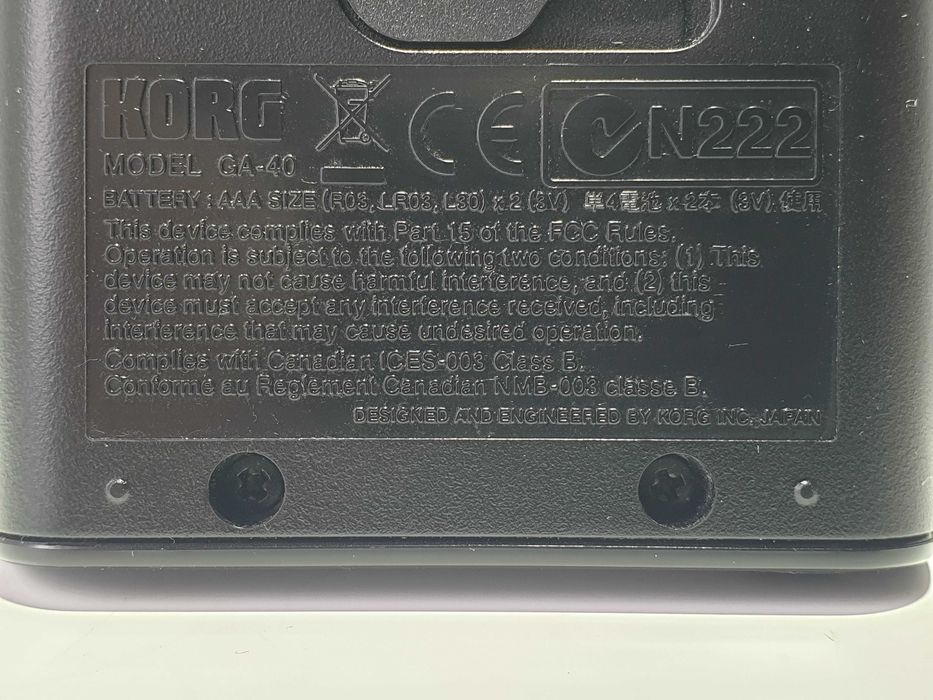 KORG
CE
N222
MODEL GA-40
BATTERY : AAA SIZE (R03, LR03, L30) x 2 (3V) 単4電池 x 2本 (3V) 使用
This device complies with Part 15 of the FCC Rules.
Operation is subject to the following two conditions: (1) This
device may not cause harmful interference, and (2) this
device must accept any interference received, including
interference that may cause undesired operation.
Complies with Canadian ICES-003 Class B.
Conforme au Reglement Canadian NMB-003 classe B.
DESIGNED AND ENGINEERED BY KORG INC., JAPAN